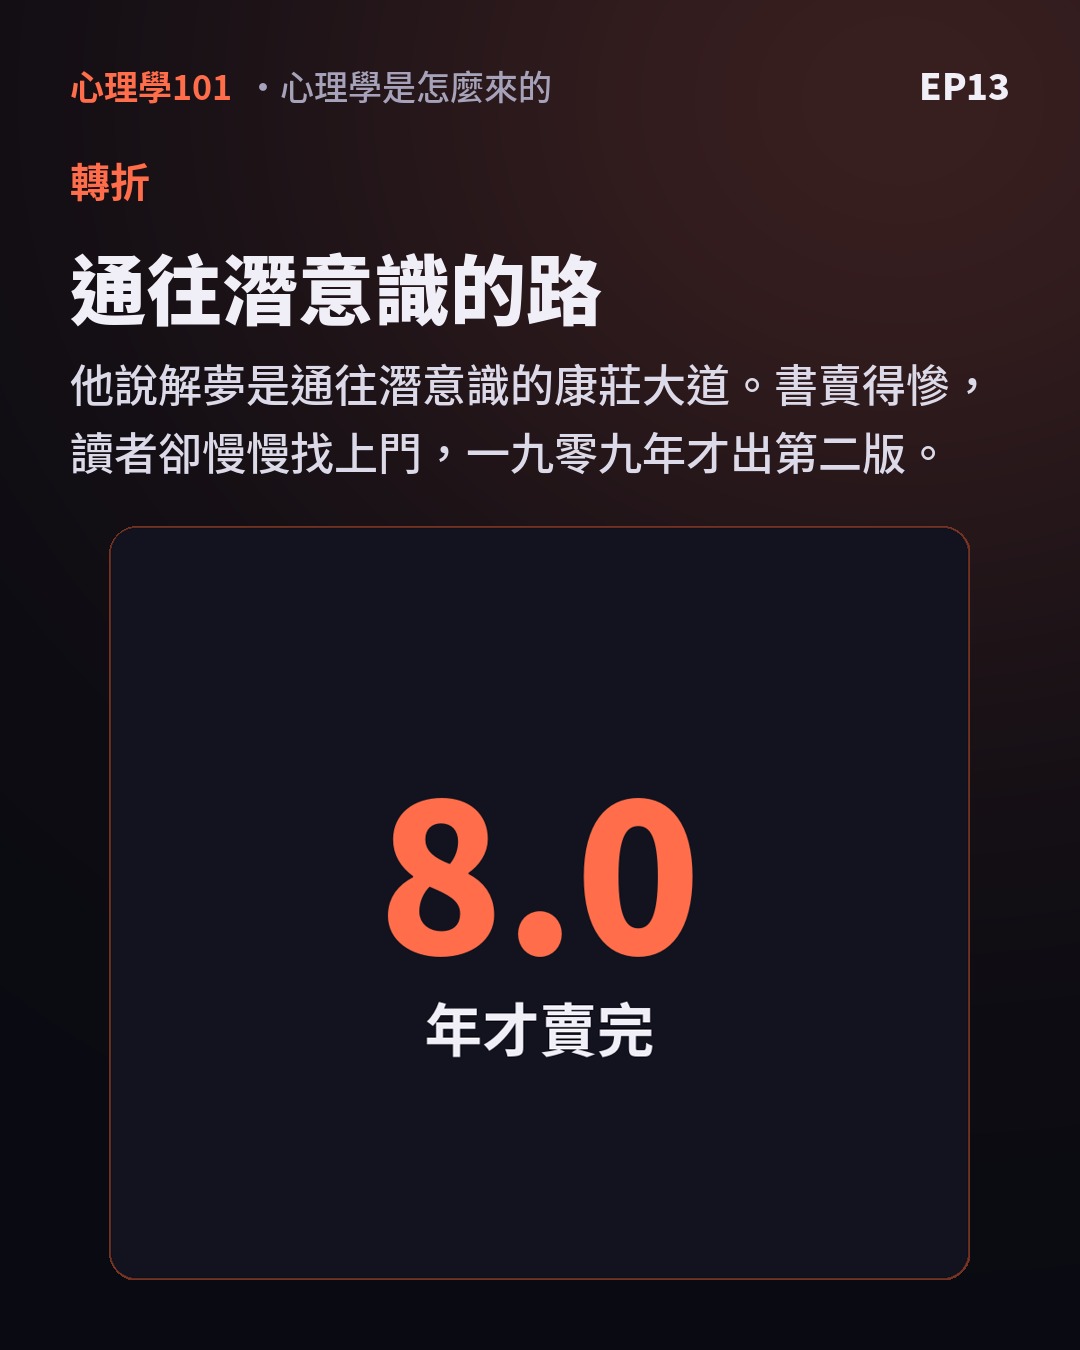 心理學101 ・心理學是怎麼來的
EP13
轉折
通往潛意識的路
他說解夢是通往潛意識的康莊大道。書賣得慘，
讀者卻慢慢找上門，一九零九年才出第二版。
8.0
年才賣完